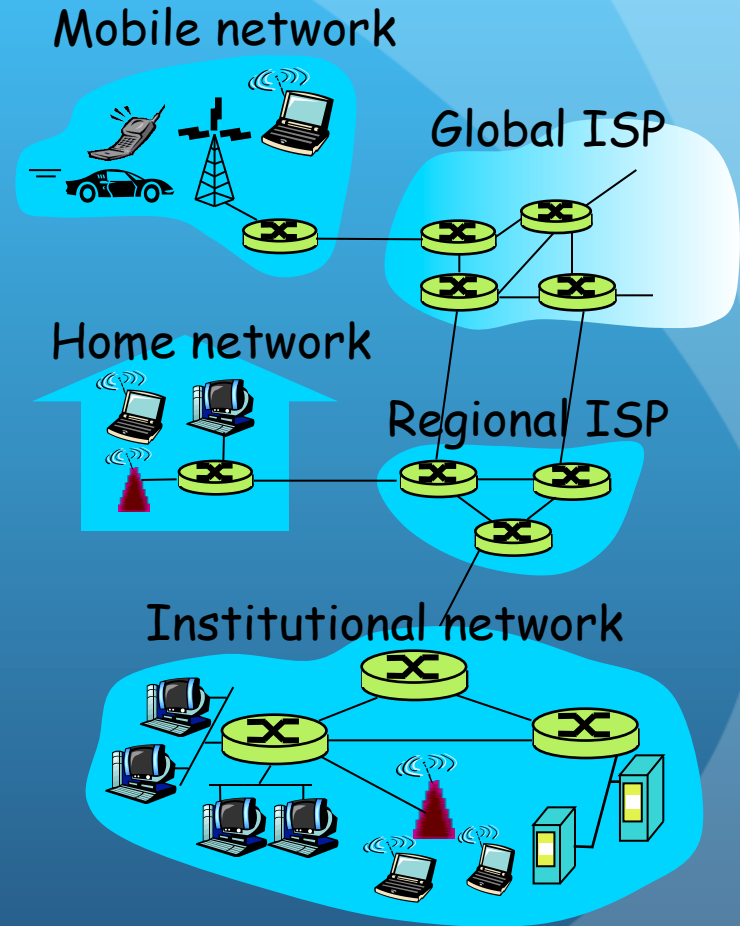 Mobile network
Global ISP
Home network
Regional ISP
Institutional network